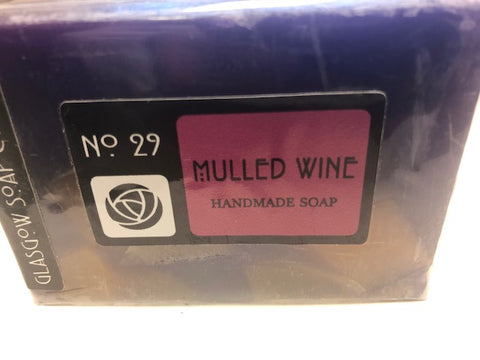 GLASGOW SOAP
No 29
MULLED WINE
HANDMADE SOAP